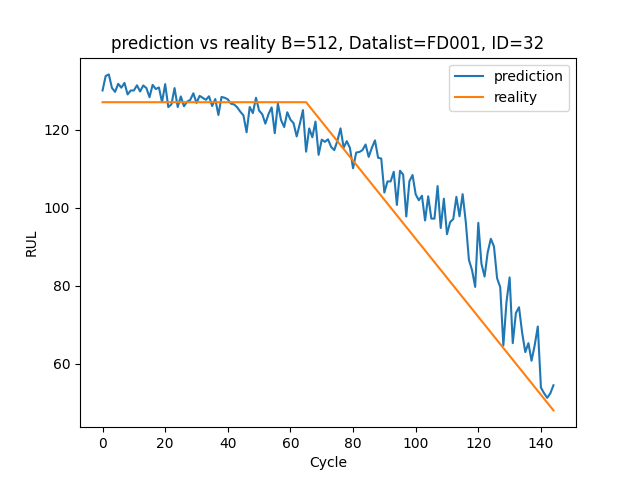 prediction vs reality B=512, Datalist=FD001, ID=32
prediction
reality
RUL
120
100
80
60
0 20 40 60 80 100 120 140
Cycle